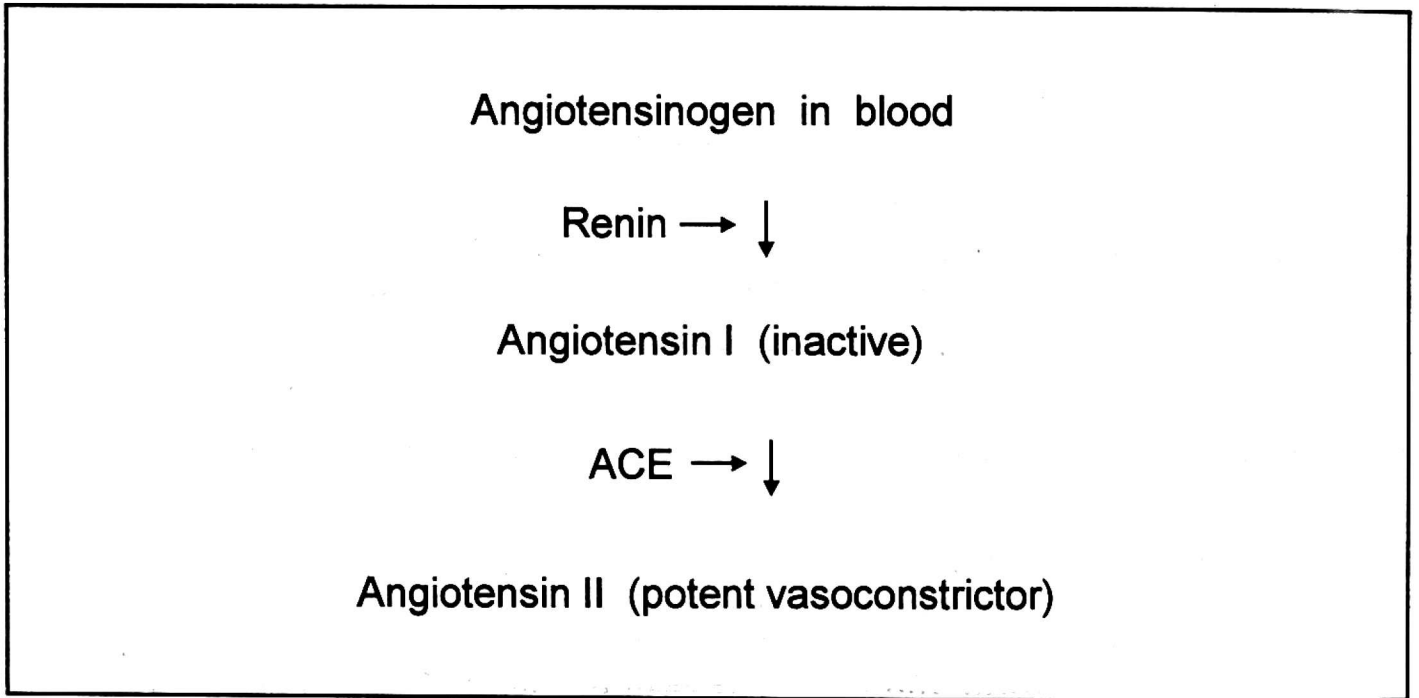 Angiotensinogen in blood
Renin → ↓
Angiotensin I (inactive)
ACE → ↓
Angiotensin II (potent vasoconstrictor)